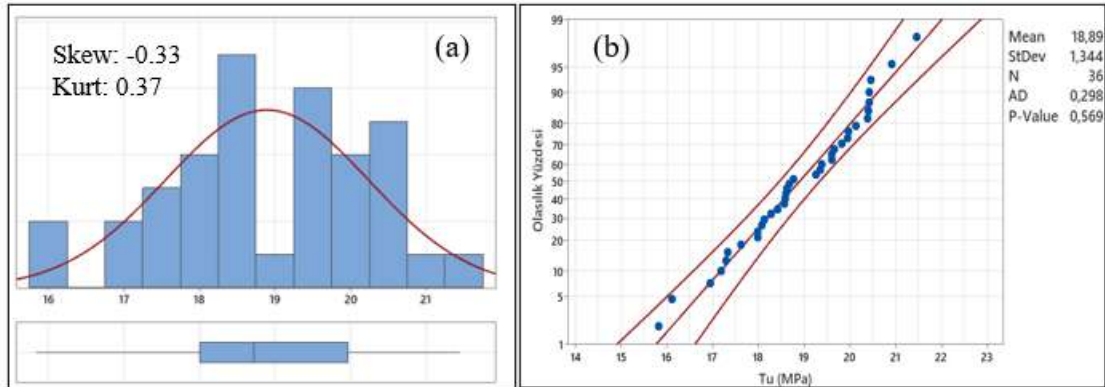 Skew: -0.33
Kurt: 0.37
(a)
16 17 18 19 20 21
(b)
Mean 18,89
StDev 1,344
N 36
AD 0,298
P-Value 0,569
Olasılık Yüzdesi
99
95
90
80
70
60
50
40
30
20
10
5
1
14 15 16 17 18 19 20 21 22 23
Tu (MPa)